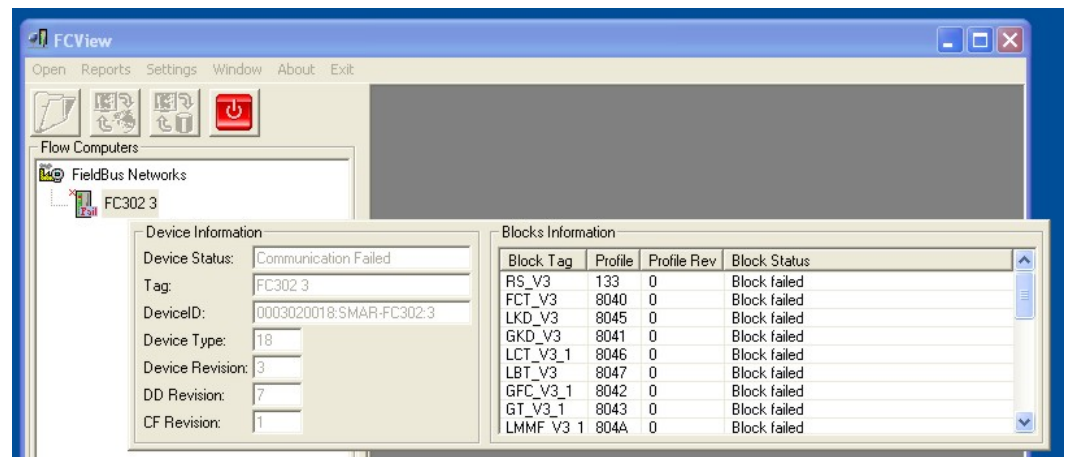 FCView
Open Reports Settings Window About Exit
Flow Computers
FieldBus Networks
Fail FC302 3
Device Information
Device Status: Communication Failed
Tag: FC302 3
DeviceID: 0003020018:SMAR-FC302:3
Device Type: 18
Device Revision: 3
DD Revision: 7
CF Revision: 1
Blocks Information
Block Tag Profile Profile Rev Block Status
RS_V3 133 0 Block failed
FCT_V3 8040 0 Block failed
LKD_V3 8045 0 Block failed
GKD_V3 8041 0 Block failed
LCT_V3_1 8046 0 Block failed
LBT_V3 8047 0 Block failed
GFC_V3_1 8042 0 Block failed
GT_V3_1 8043 0 Block failed
LMMF_V3_1 804A 0 Block failed